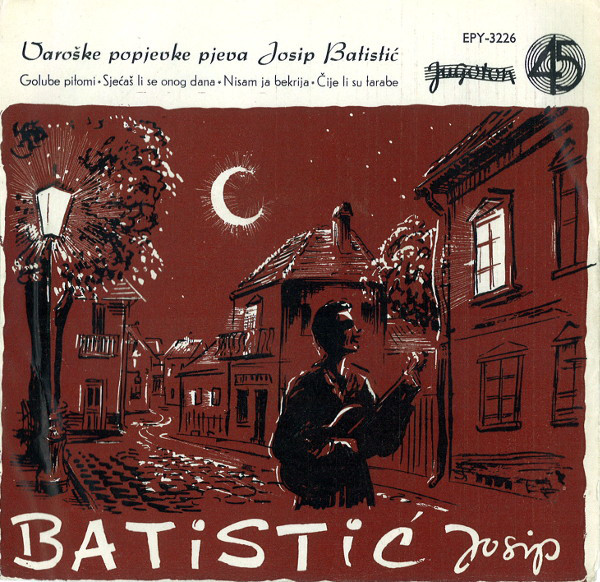 EPY-3226
Varoške popjevke pjeva Josip Batistić
Golube pitomi • Sjećaš li se onog dana • Nisam ja bekrija • Čije li su tarabe
Jugoton 45
BATiSTiĆ Josip